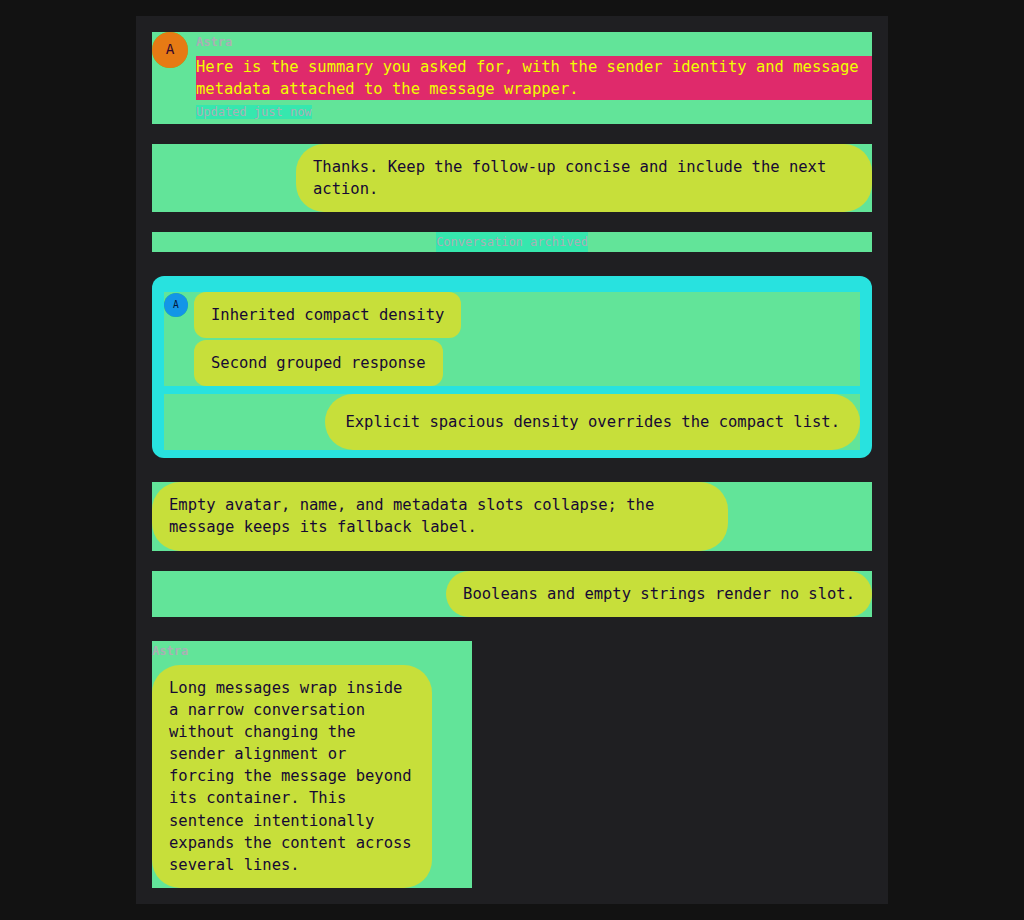 A
Astra
Here is the summary you asked for, with the sender identity and message
metadata attached to the message wrapper.
Updated just now
Thanks. Keep the follow-up concise and include the next
action.
Conversation archived
A
Inherited compact density
Second grouped response
Explicit spacious density overrides the compact list.
Empty avatar, name, and metadata slots collapse; the
message keeps its fallback label.
Booleans and empty strings render no slot.
Astra
Long messages wrap inside
a narrow conversation
without changing the
sender alignment or
forcing the message beyond
its container. This
sentence intentionally
expands the content across
several lines.